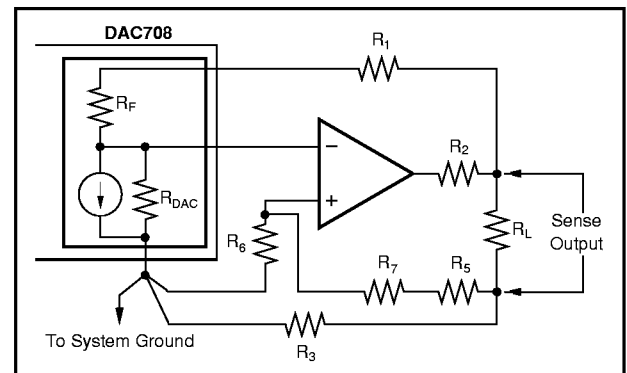 DAC708
R1
RF
R2
−
+
RDAC
R6
RL
Sense
Output
R7
R5
To System Ground
R3